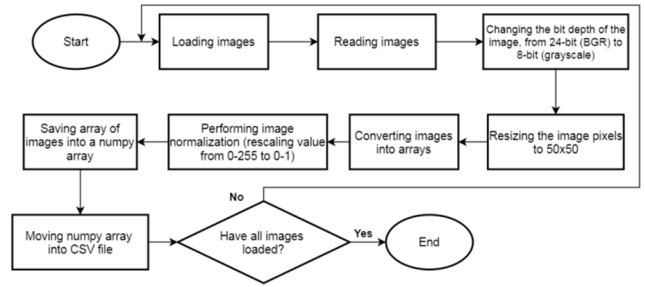 Start
Loading images
Reading images
Changing the bit depth of the
image, from 24-bit (BGR) to
8-bit (grayscale)
Saving array of
images into a numpy
array
Performing image
normalization (rescaling value
from 0-255 to 0-1)
Converting images
into arrays
Resizing the image pixels
to 50x50
No
Moving numpy array
into CSV file
Have all images
loaded?
Yes
End